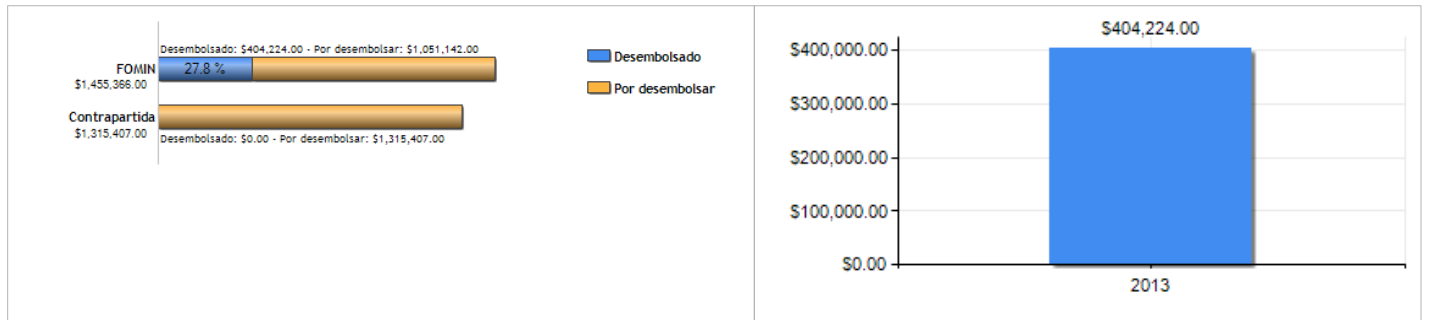 Desembolsado: $404,224.00 - Por desembolsar: $1,051,142.00
FOMIN
27.8 %
$1,455,366.00
Contrapartida
$1,315,407.00
Desembolsado: $0.00 - Por desembolsar: $1,315,407.00
Desembolsado
Por desembolsar
$404,224.00
$400,000.00
$300,000.00
$200,000.00
$100,000.00
$0.00
2013